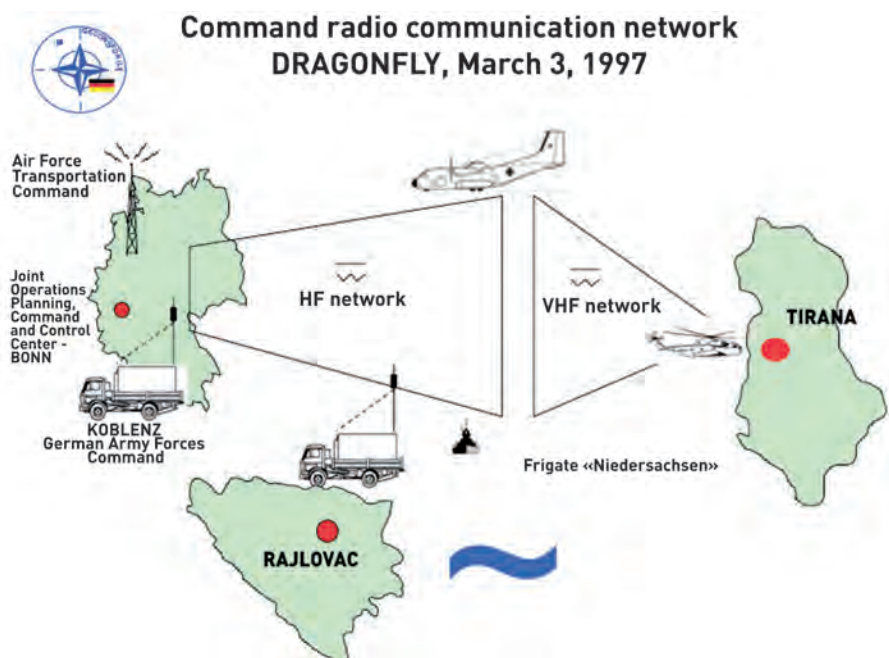 Command radio communication network
DRAGONFLY, March 3, 1997
Air Force
Transportation
Command
Joint
Operations
Planning,
Command
and Control
Center -
BONN
HF network
VHF network
TIRANA
KOBLENZ
German Army Forces
Command
Frigate «Niedersachsen»
RAJLOVAC